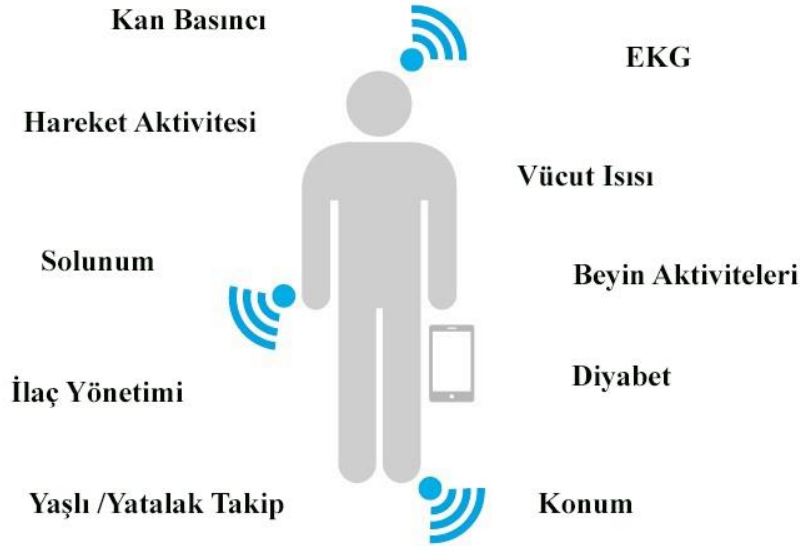 Kan Basıncı
EKG
Hareket Aktivitesi
Vücut Isısı
Solunum
Beyin Aktiviteleri
İlaç Yönetimi
Diyabet
Yaşlı /Yatalak Takip
Konum